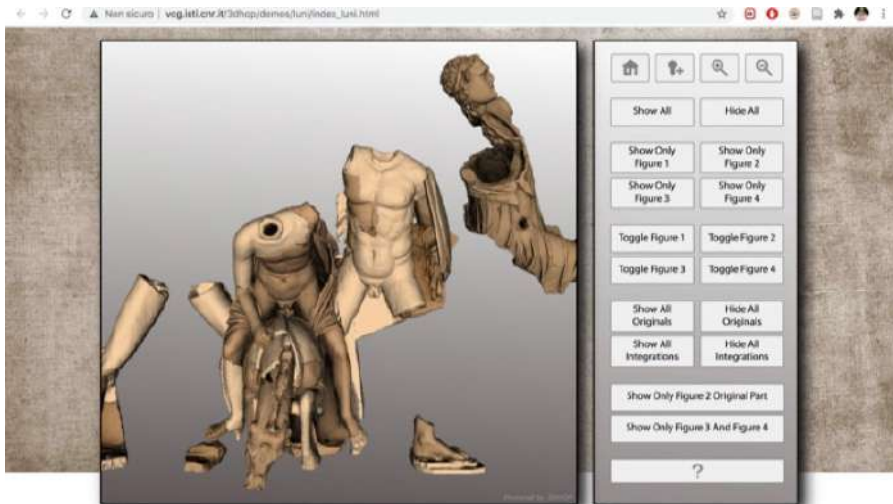 Non sicuro | vcg.isti.cnr.it/3dhop/demos/luni/index_luni.html
Show All
Hide All
Show Only
Figure 1
Show Only
Figure 2
Show Only
Figure 3
Show Only
Figure 4
Toggle Figure 1
Toggle Figure 2
Toggle Figure 3
Toggle Figure 4
Show All
Originals
Hide All
Originals
Show All
Integrations
Hide All
Integrations
Show Only Figure 2 Original Part
Show Only Figure 3 And Figure 4
?
Powered by 3DHOP